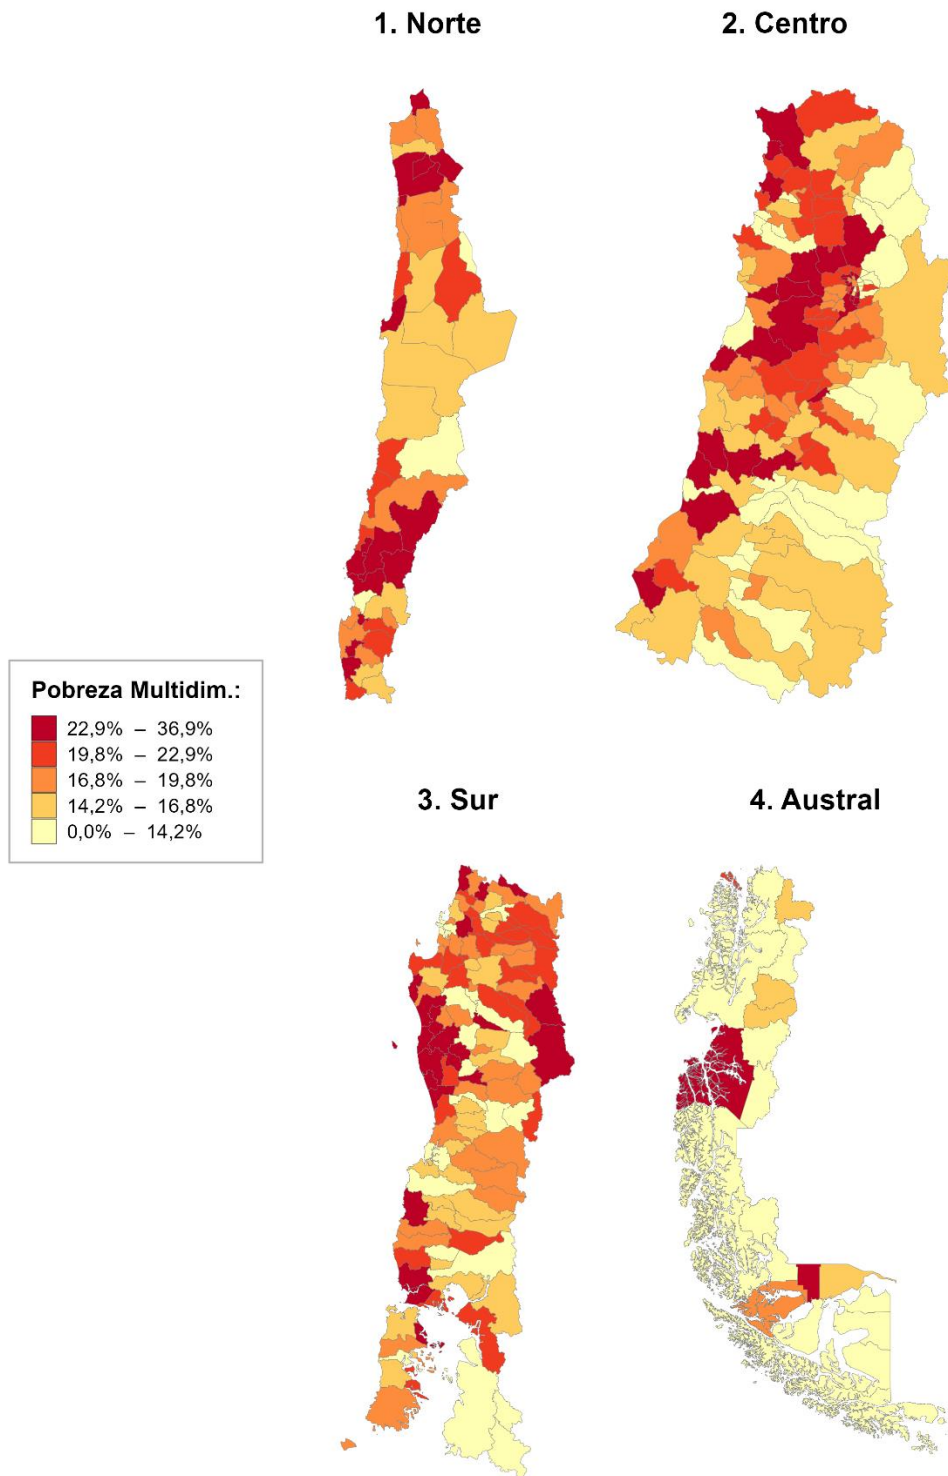 1. Norte
2. Centro
Pobreza Multidim.:
22,9% – 36,9%
19,8% – 22,9%
16,8% – 19,8%
14,2% – 16,8%
0,0% – 14,2%
3. Sur
4. Austral